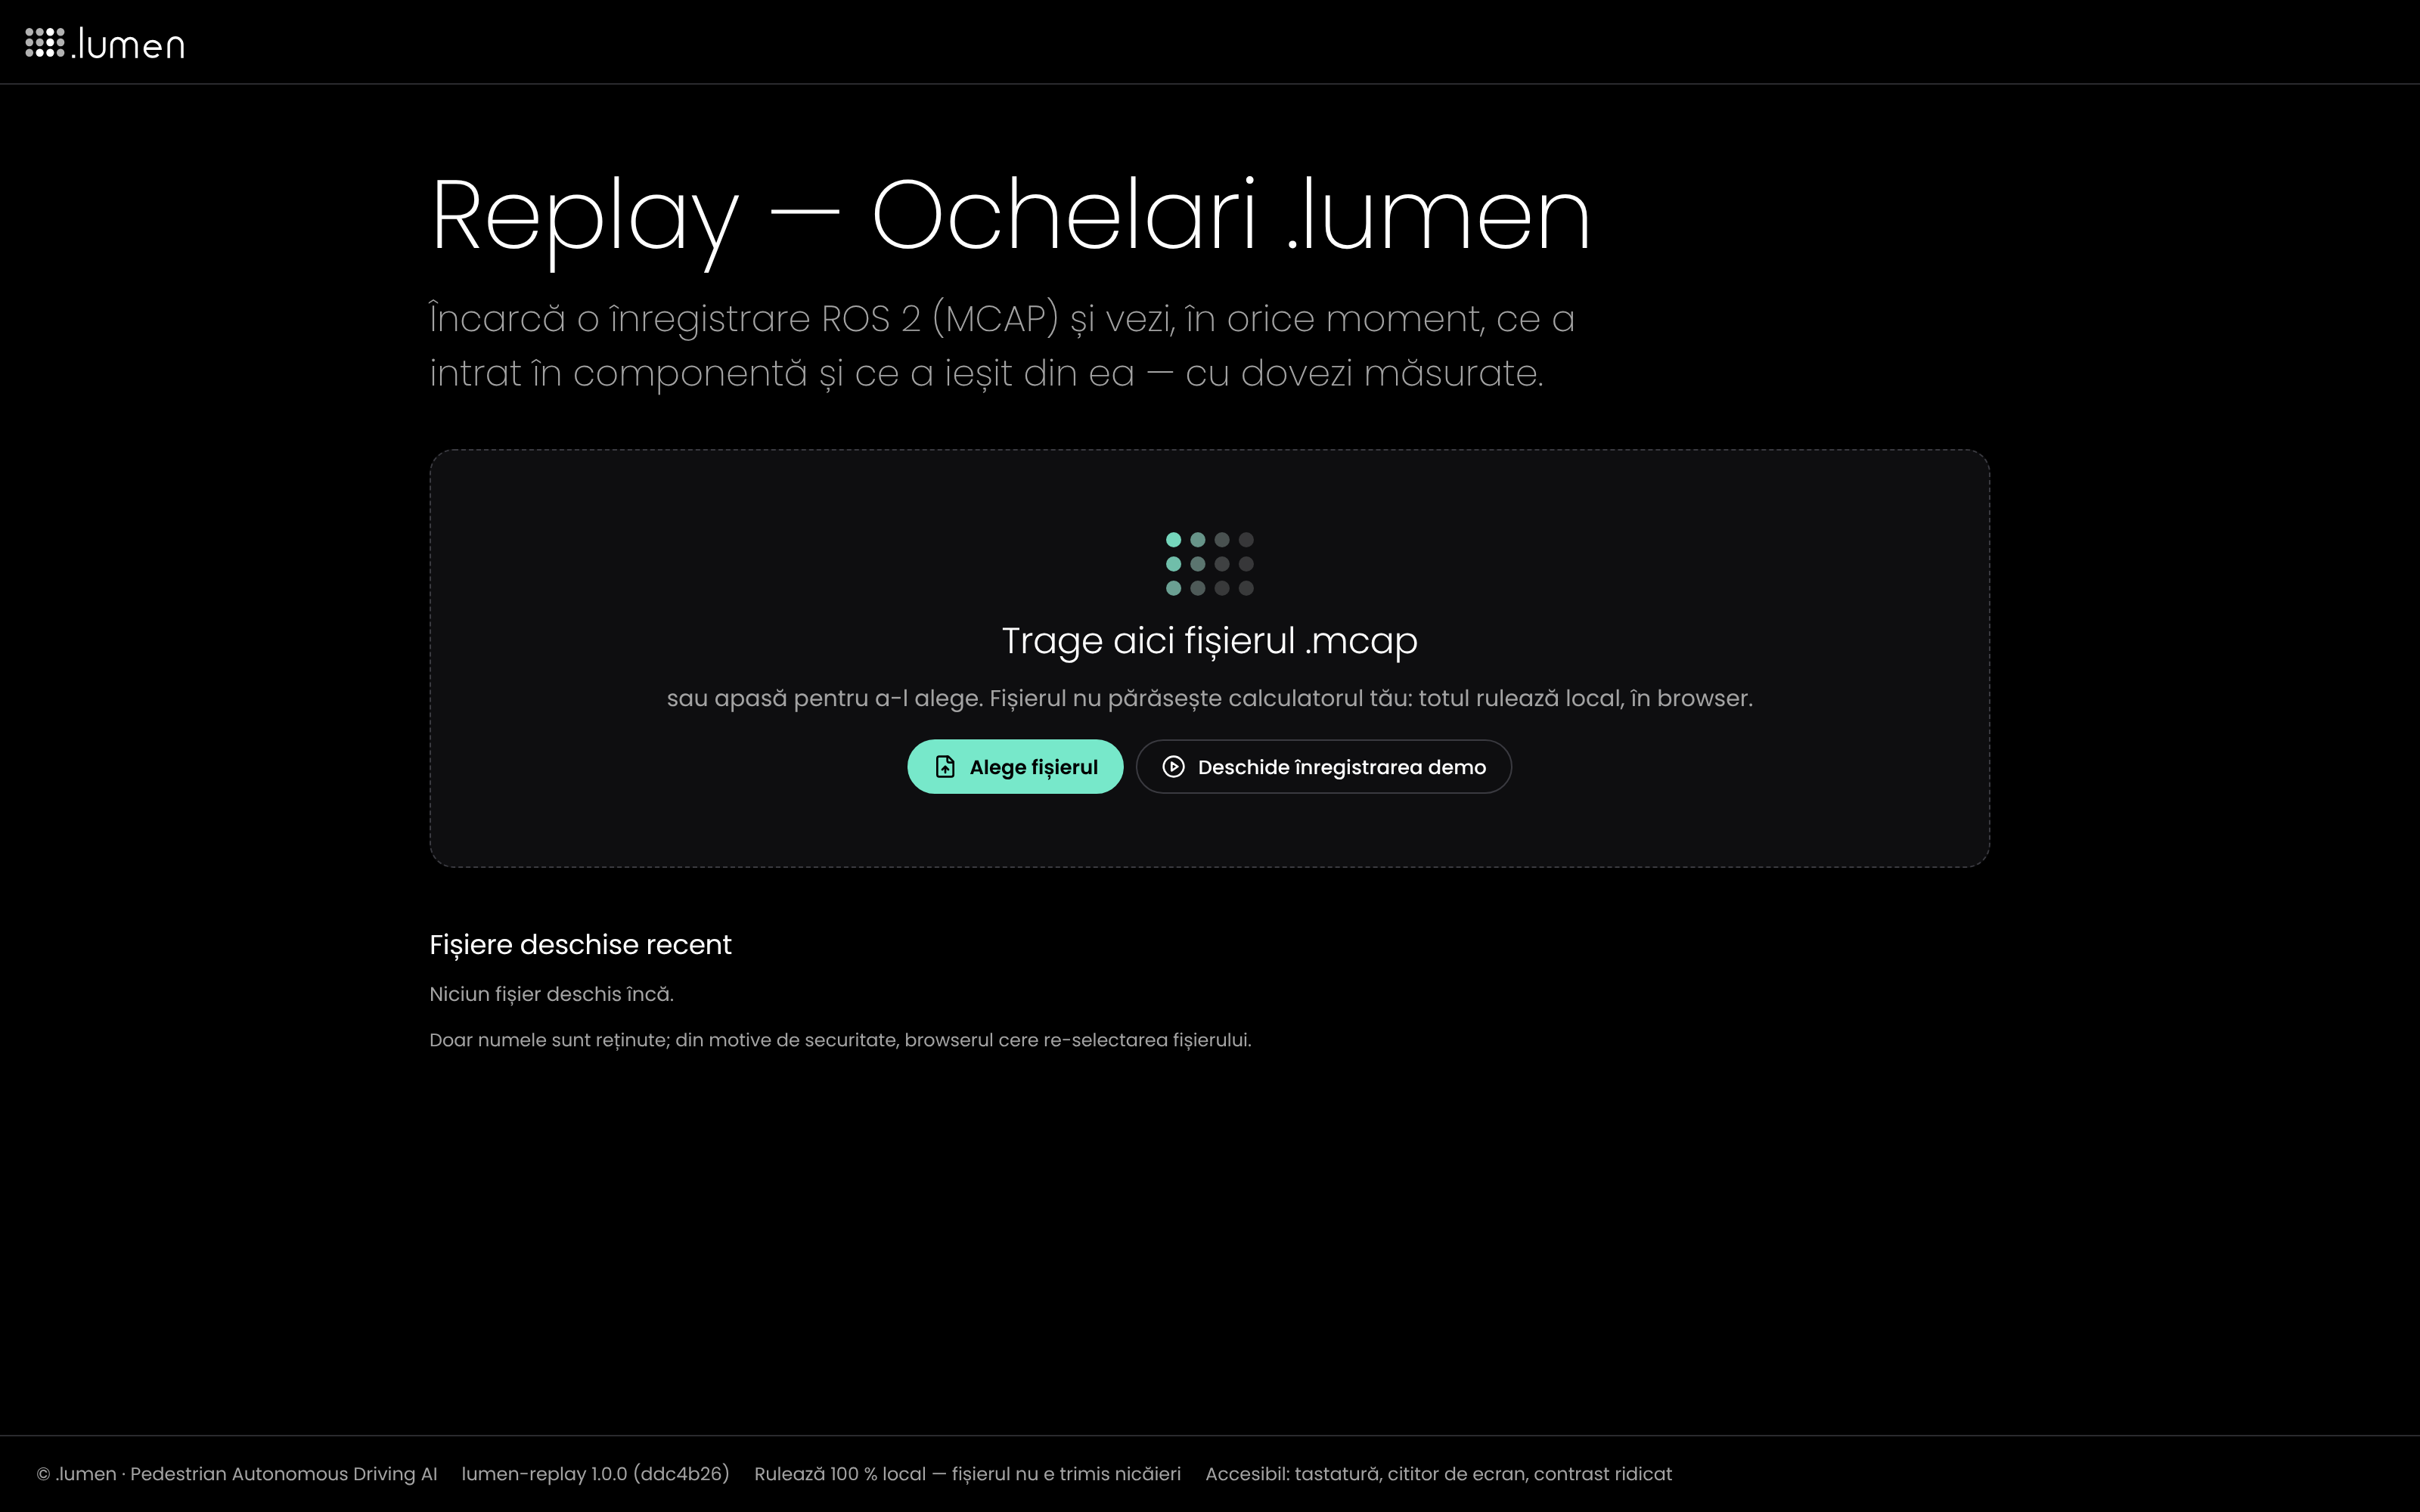 .lumen
Replay — Ochelari .lumen
Încarcă o înregistrare ROS 2 (MCAP) și vezi, în orice moment, ce a
intrat în componentă și ce a ieșit din ea — cu dovezi măsurate.
Trage aici fișierul .mcap
sau apasă pentru a-l alege. Fișierul nu părăsește calculatorul tău: totul rulează local, în browser.
Alege fișierul
Deschide înregistrarea demo
Fișiere deschise recent
Niciun fișier deschis încă.
Doar numele sunt reținute; din motive de securitate, browserul cere re-selectarea fișierului.
© .lumen · Pedestrian Autonomous Driving AI lumen-replay 1.0.0 (ddc4b26) Rulează 100 % local — fișierul nu e trimis nicăieri Accesibil: tastatură, cititor de ecran, contrast ridicat